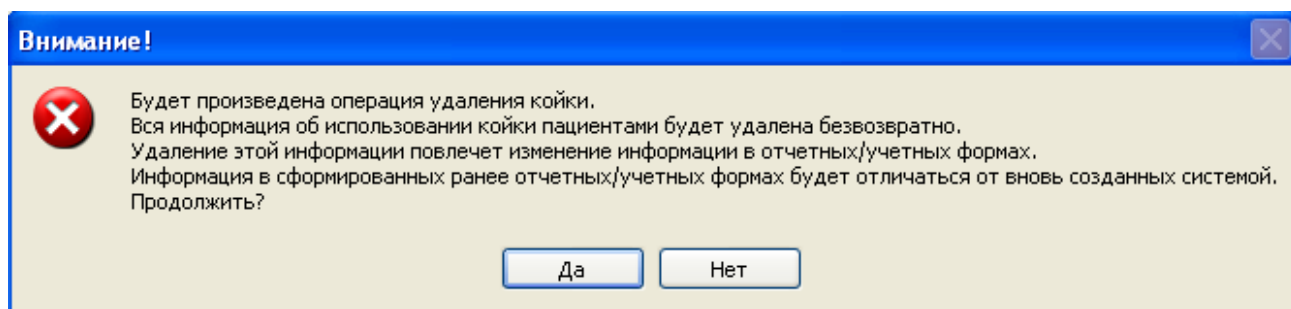 Внимание!
Будет произведена операция удаления койки.
Вся информация об использовании койки пациентами будет удалена безвозвратно.
Удаление этой информации повлечет изменение информации в отчетных/учетных формах.
Информация в сформированных ранее отчетных/учетных формах будет отличаться от вновь созданных системой.
Продолжить?
Да
Нет